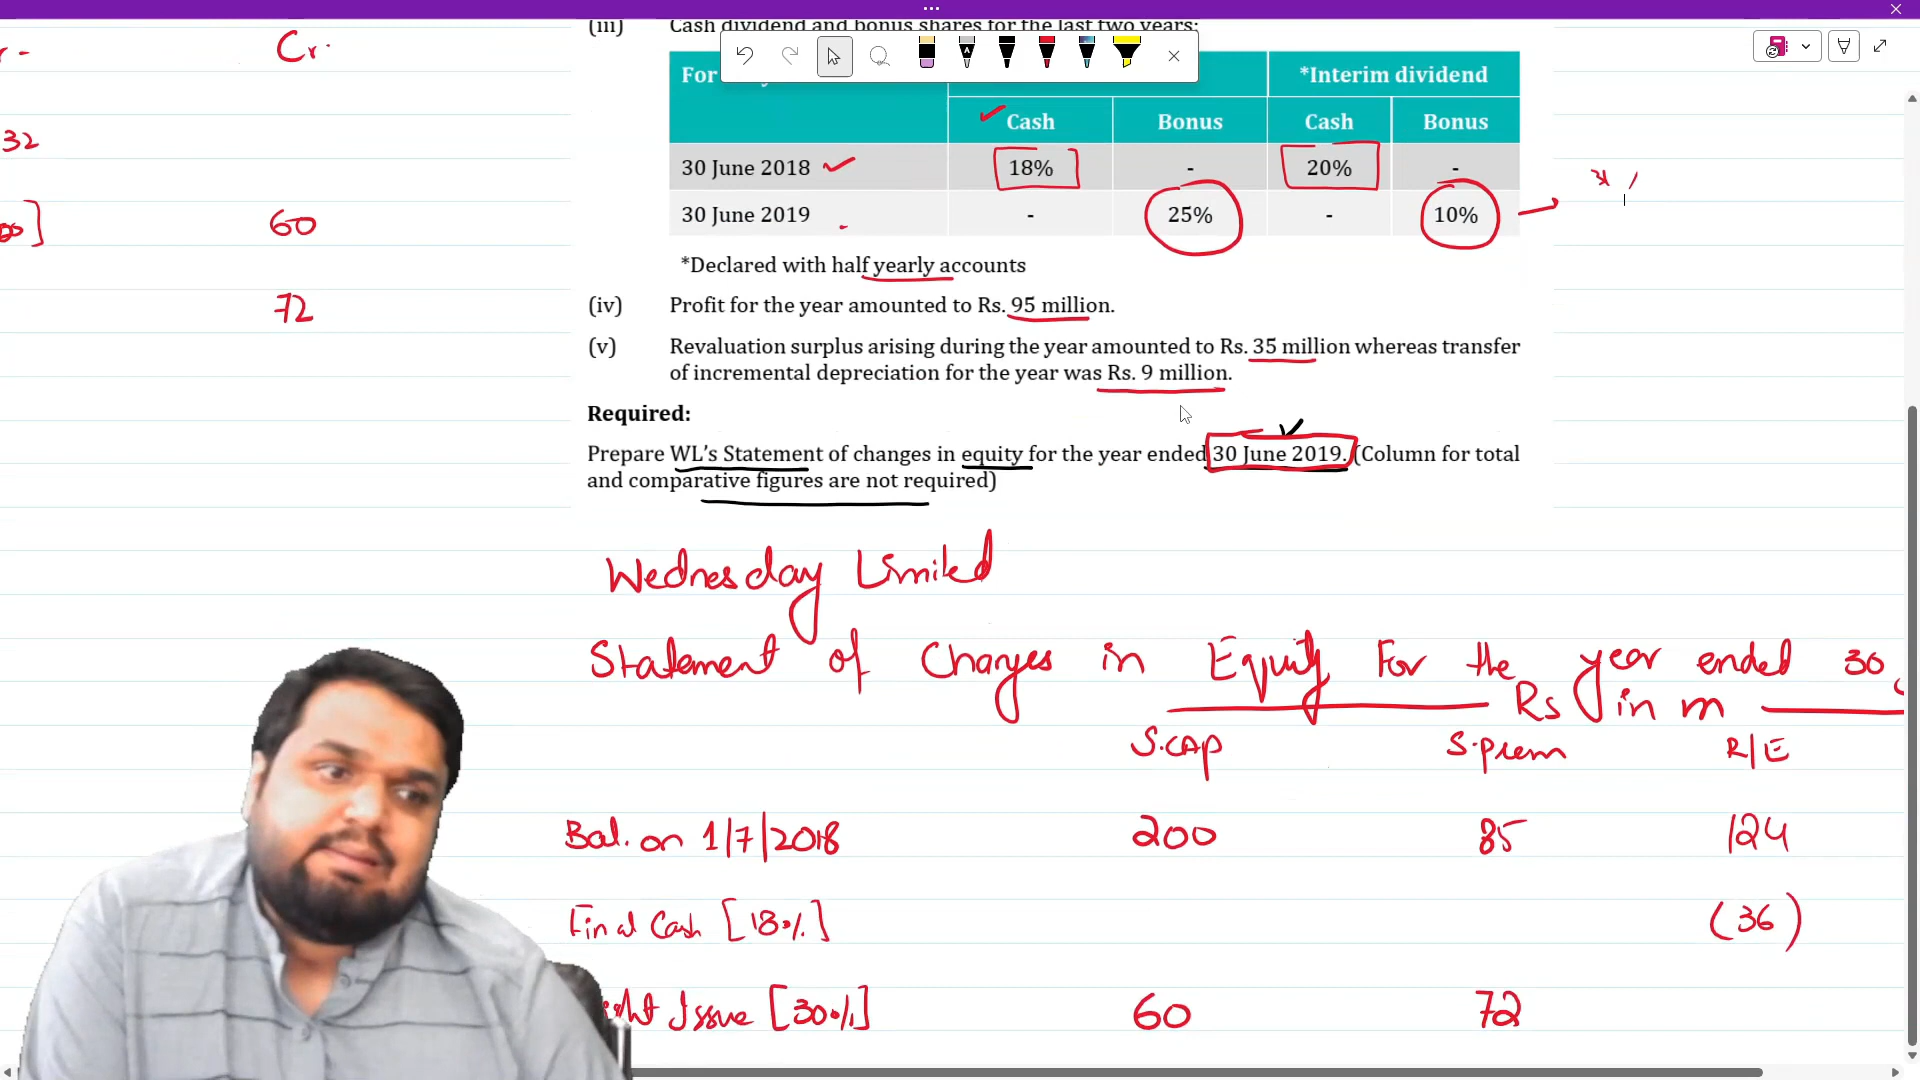 (iii) Cash dividend and bonus shares for the last two years:
For *Interim dividend
Cash Bonus Cash Bonus
30 June 2018 18% - 20% -
30 June 2019 - 25% - 10%
*Declared with half yearly accounts
(iv) Profit for the year amounted to Rs. 95 million.
(v) Revaluation surplus arising during the year amounted to Rs. 35 million whereas transfer
of incremental depreciation for the year was Rs. 9 million.
Required:
Prepare WL's Statement of changes in equity for the year ended 30 June 2019. (Column for total
and comparative figures are not required)
Cr.
32
60
72
Wednesday Limited
Statement of Changes in Equity For the year ended 30
Rs in m
S.CAP S.prem R/E
Bal. on 1/7/2018 200 85 124
Final Cash [18%] (36)
Issue [30%] 60 72